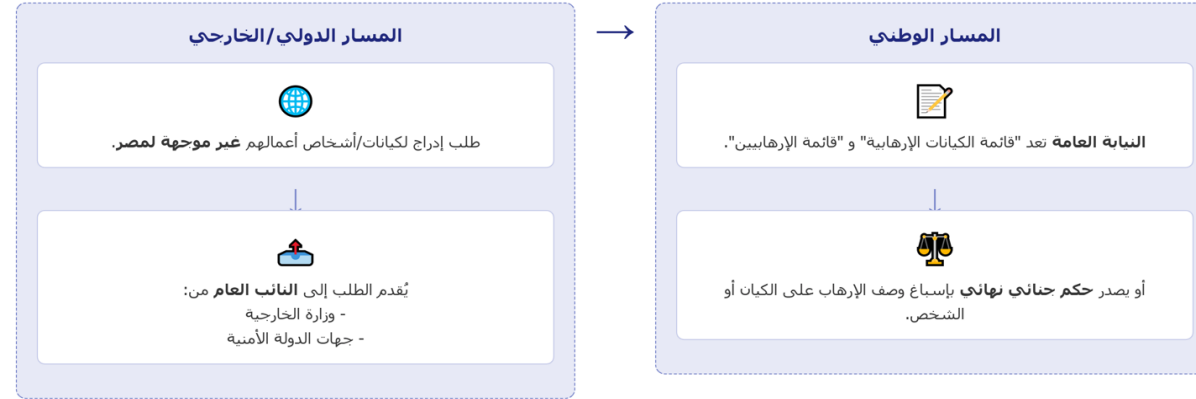 المسار الوطني
النيابة العامة تعد "قائمة الكيانات الإرهابية" و "قائمة الإرهابيين".
أو يصدر حكم جنائي نهائي بإسباغ وصف الإرهاب على الكيان أو
الشخص.
المسار الدولي/الخارجي
طلب إدراج لكيانات/أشخاص أعمالهم غير موجهة لمصر.
يُقدم الطلب إلى النائب العام من:
- وزارة الخارجية
- جهات الدولة الأمنية